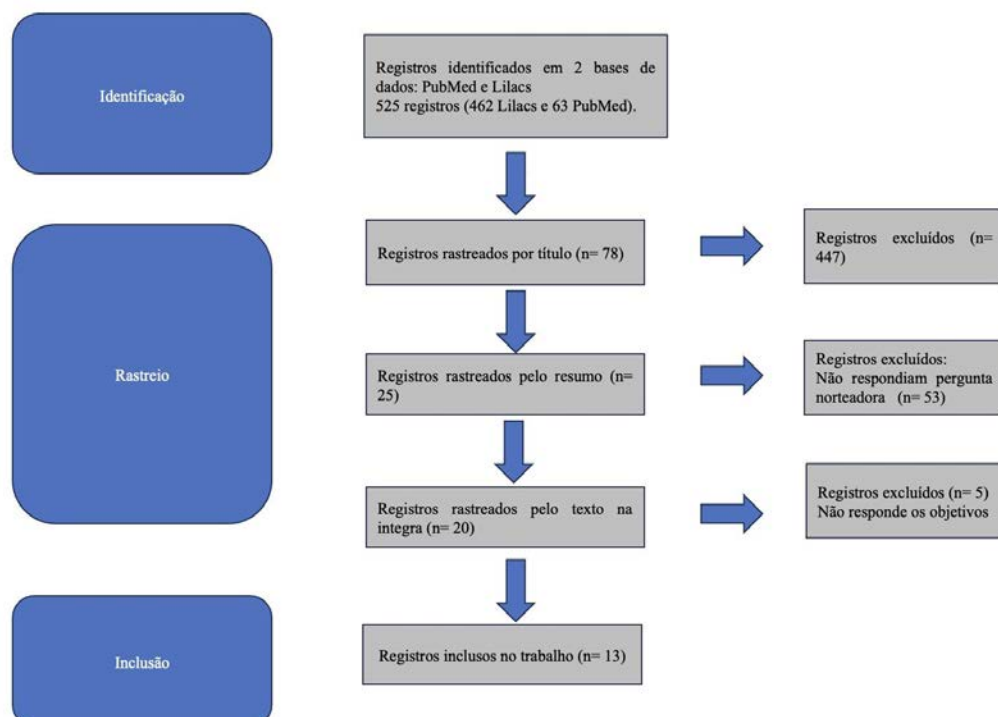 Identificação
Registros identificados em 2 bases de
dados: PubMed e Lilacs
525 registros (462 Lilacs e 63 PubMed).
Rastreio
Registros rastreados por título (n= 78)
Registros excluídos (n=
447)
Registros rastreados pelo resumo (n=
25)
Registros excluídos:
Não respondiam pergunta
norteadora (n= 53)
Registros rastreados pelo texto na
integra (n= 20)
Registros excluídos (n= 5)
Não responde os objetivos
Inclusão
Registros inclusos no trabalho (n= 13)